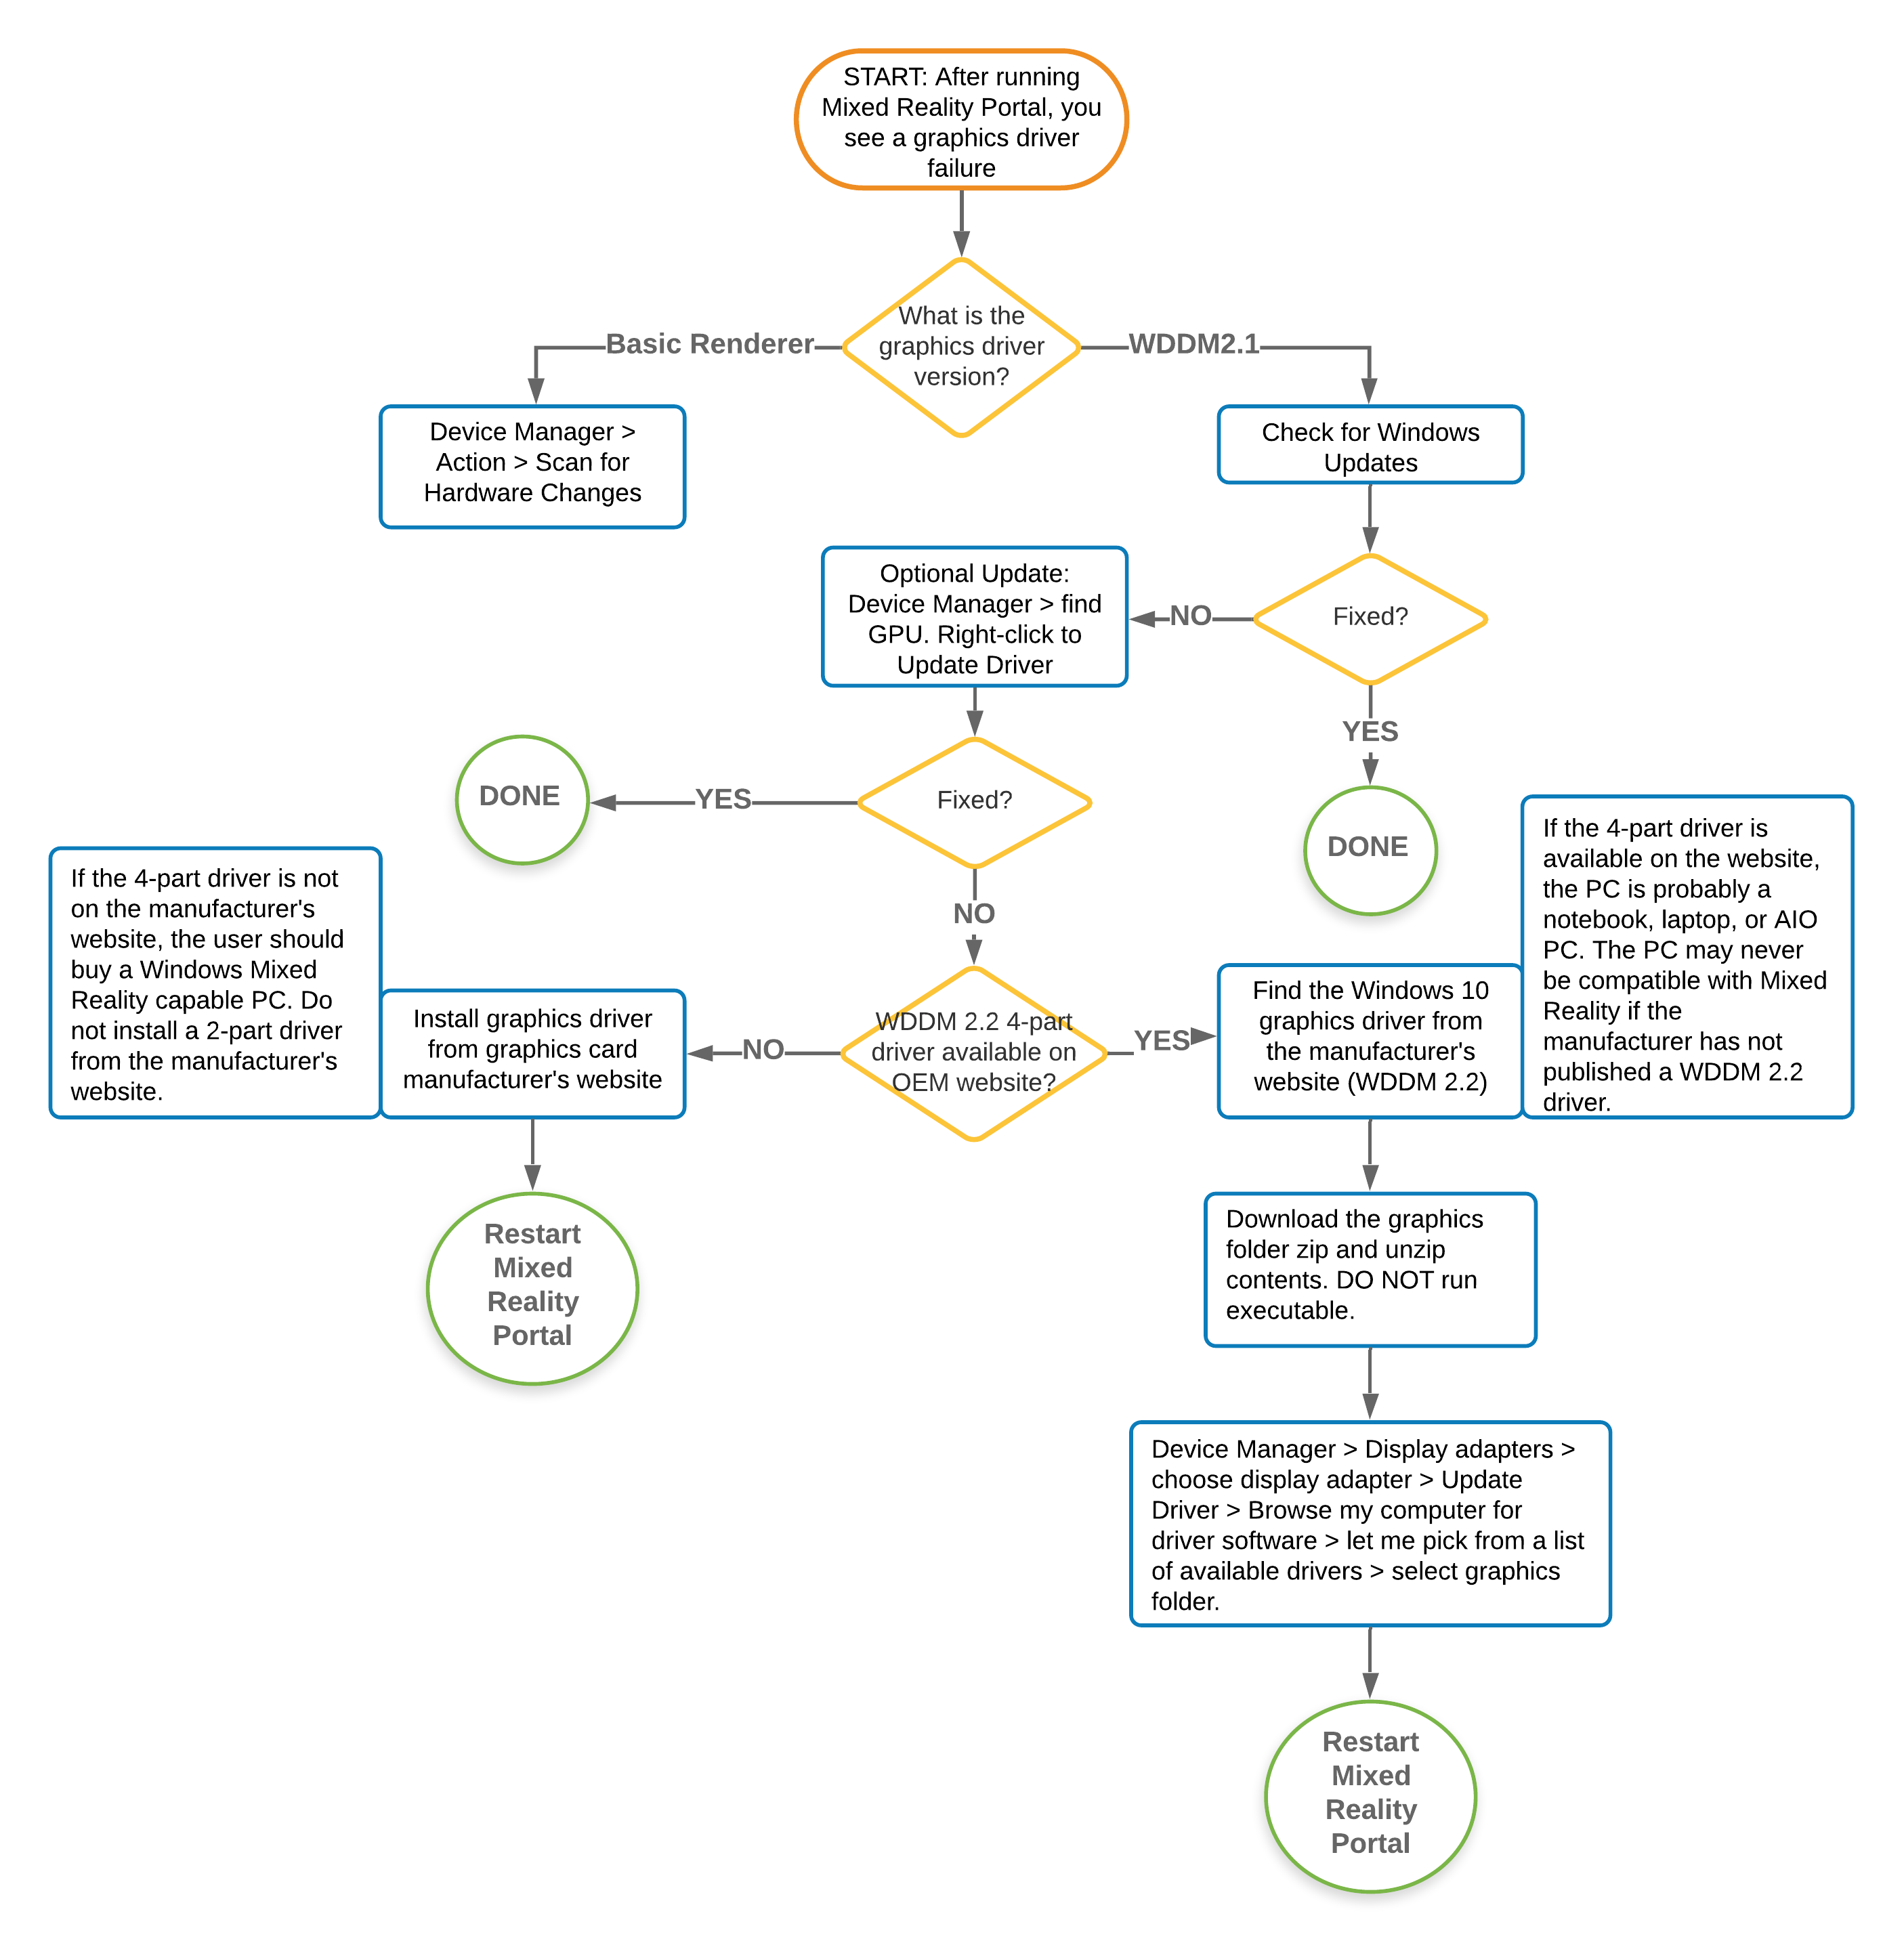 START: After running
Mixed Reality Portal, you
see a graphics driver
failure
What is the
graphics driver
version?
Basic Renderer
WDDM2.1
Device Manager >
Action > Scan for
Hardware Changes
Check for Windows
Updates
Fixed?
NO
Optional Update:
Device Manager > find
GPU. Right-click to
Update Driver
YES
DONE
Fixed?
YES
DONE
NO
WDDM 2.2 4-part
driver available on
OEM website?
NO
Install graphics driver
from graphics card
manufacturer's website
If the 4-part driver is not
on the manufacturer's
website, the user should
buy a Windows Mixed
Reality capable PC. Do
not install a 2-part driver
from the manufacturer's
website.
Restart
Mixed
Reality
Portal
YES
Find the Windows 10
graphics driver from
the manufacturer's
website (WDDM 2.2)
If the 4-part driver is
available on the website,
the PC is probably a
notebook, laptop, or AIO
PC. The PC may never
be compatible with Mixed
Reality if the
manufacturer has not
published a WDDM 2.2
driver.
Download the graphics
folder zip and unzip
contents. DO NOT run
executable.
Device Manager > Display adapters >
choose display adapter > Update
Driver > Browse my computer for
driver software > let me pick from a list
of available drivers > select graphics
folder.
Restart
Mixed
Reality
Portal